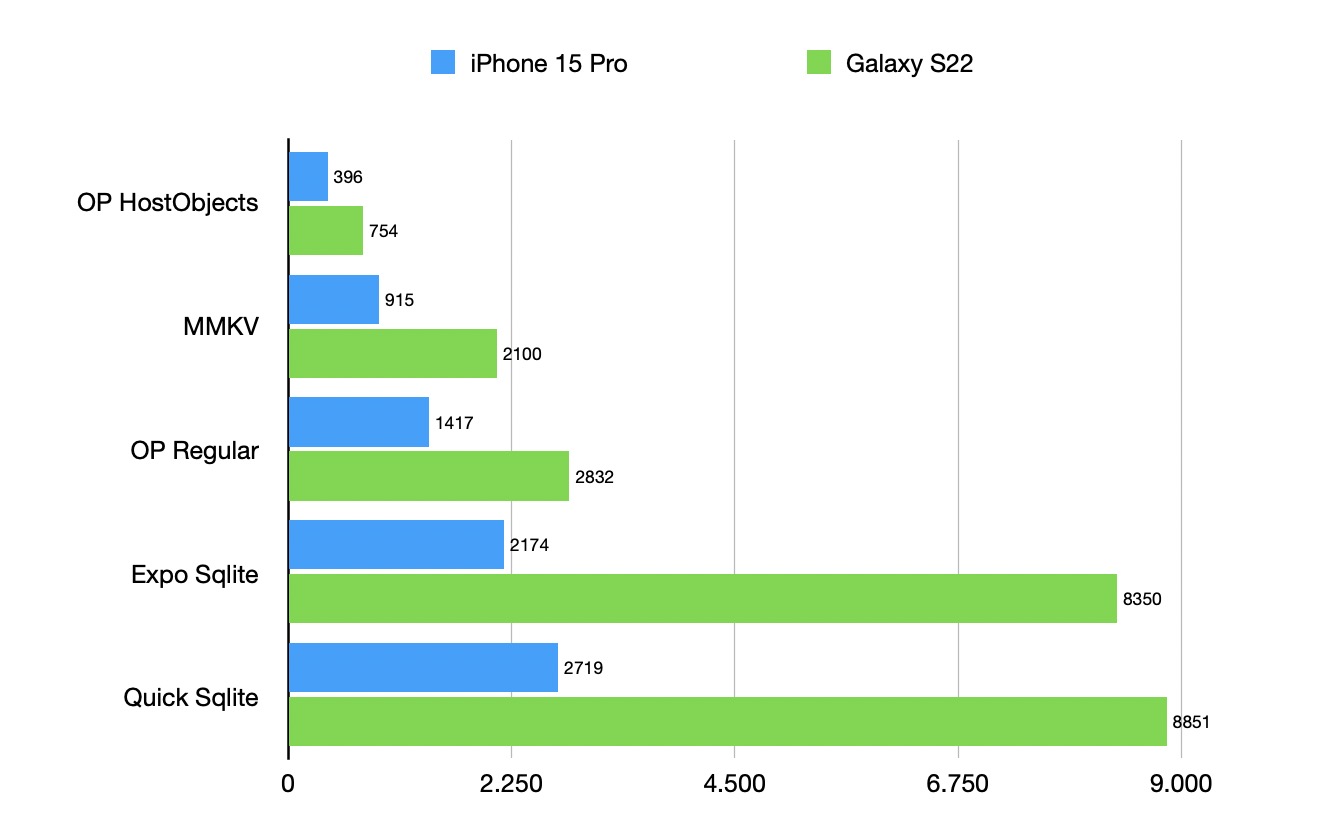 iPhone 15 Pro Galaxy S22
OP HostObjects
396
754
MMKV
915
2100
OP Regular
1417
2832
Expo Sqlite
2174
8350
Quick Sqlite
2719
8851
0 2.250 4.500 6.750 9.000